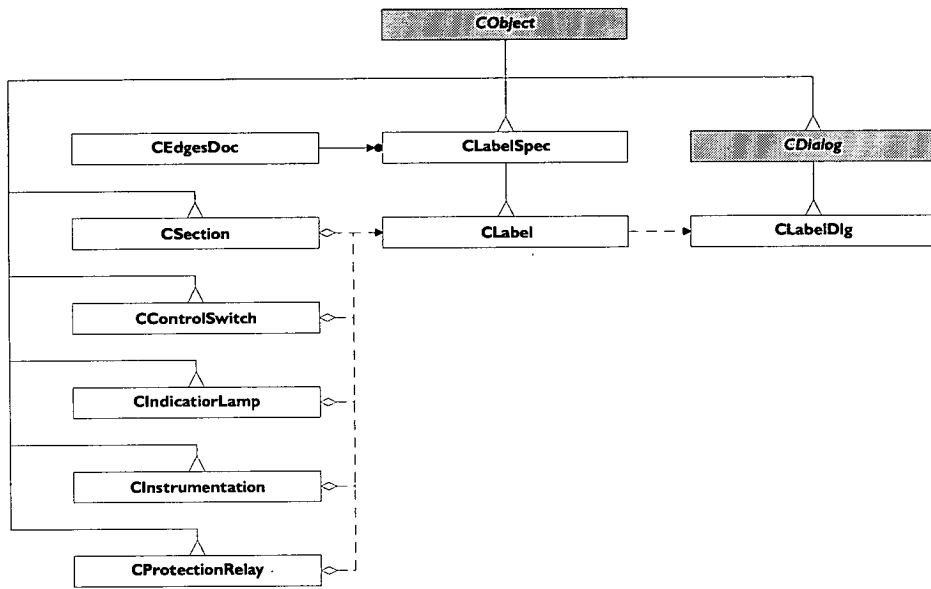 CObject
CEdgesDoc
CLabelSpec
CDialog
CSection
CLabel
CLabelDlg
CControlSwitch
CIndicatiorLamp
CInstrumentation
CProtectionRelay